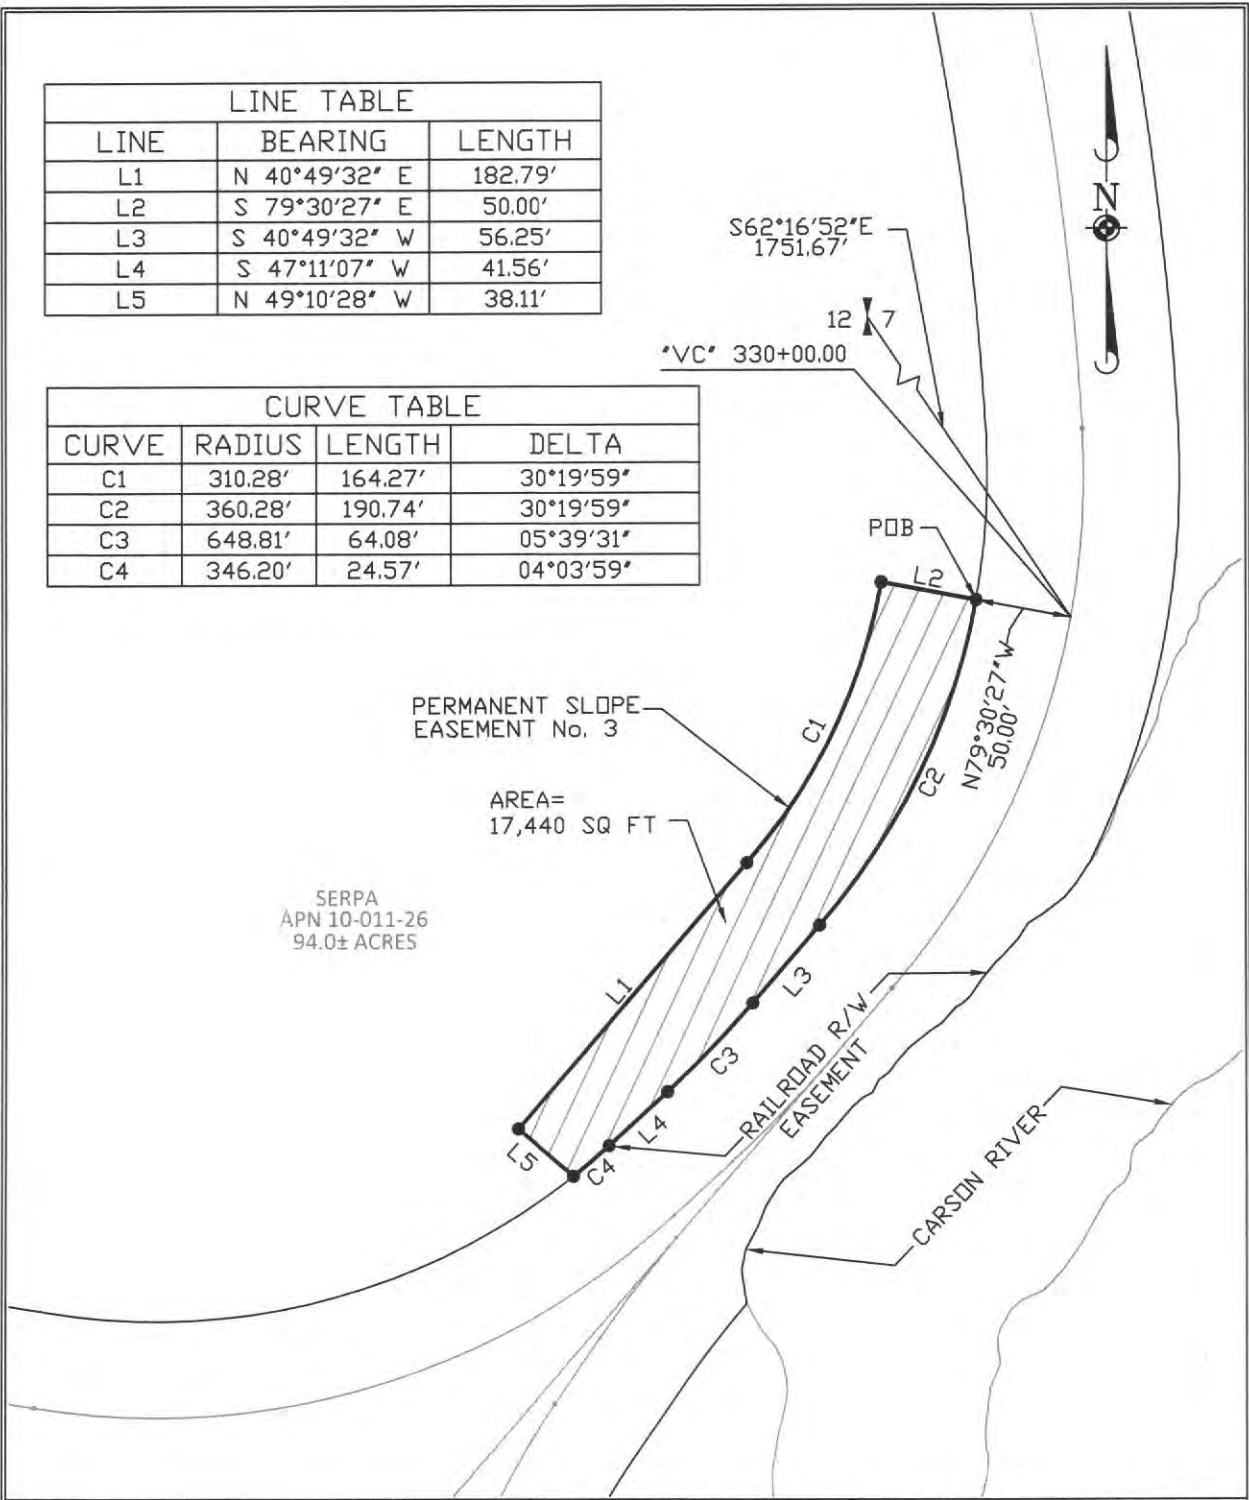 LINE TABLE
LINE BEARING LENGTH
L1 N 40°49'32" E 182.79'
L2 S 79°30'27" E 50.00'
L3 S 40°49'32" W 56.25'
L4 S 47°11'07" W 41.56'
L5 N 49°10'28" W 38.11'
CURVE TABLE
CURVE RADIUS LENGTH DELTA
C1 310.28' 164.27' 30°19'59"
C2 360.28' 190.74' 30°19'59"
C3 648.81' 64.08' 05°39'31"
C4 346.20' 24.57' 04°03'59"
N
S62°16'52"E
1751.67'
12 7
"VC" 330+00.00
POB
L2
N79°30'27"W
50.00'
PERMANENT SLOPE
EASEMENT No. 3
C1
C2
AREA=
17,440 SQ FT
SERPA
APN 10-011-26
94.0± ACRES
L1
L3
C3
L4
C4
L5
RAILROAD R/W
EASEMENT
CARSON RIVER